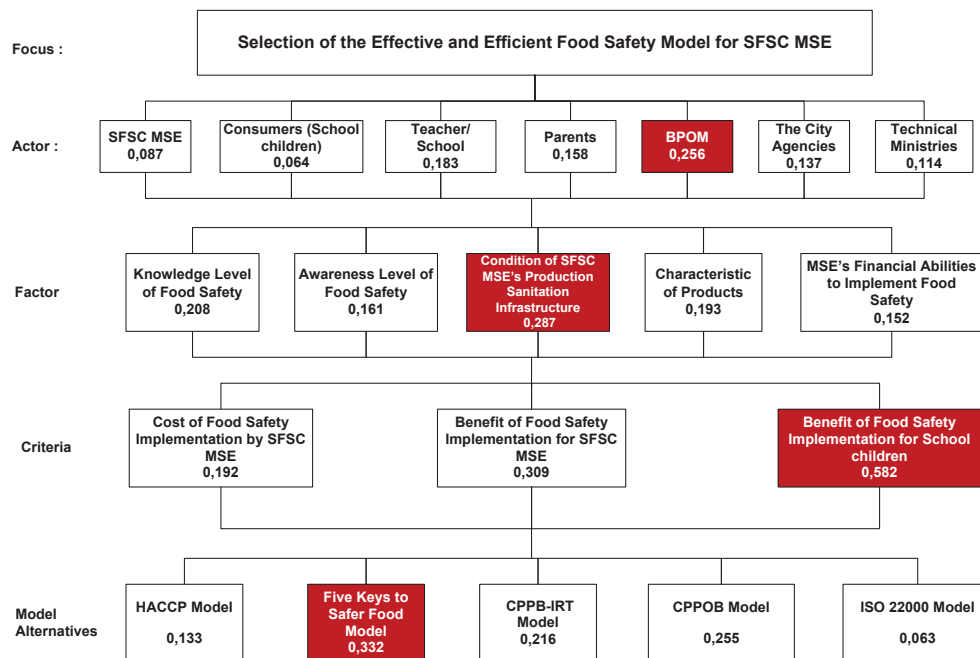 Focus :
Selection of the Effective and Efficient Food Safety Model for SFSC MSE
Actor :
SFSC MSE
0,087
Consumers (School
children)
0,064
Teacher/
School
0,183
Parents
0,158
BPOM
0,256
The City
Agencies
0,137
Technical
Ministries
0,114
Factor
Knowledge Level
of Food Safety
0,208
Awareness Level of
Food Safety
0,161
Condition of SFSC
MSE's Production
Sanitation
Infrastructure
0,287
Characteristic
of Products
0,193
MSE's Financial Abilities
to Implement Food
Safety
0,152
Criteria
Cost of Food Safety
Implementation by SFSC
MSE
0,192
Benefit of Food Safety
Implementation for SFSC
MSE
0,309
Benefit of Food Safety
Implementation for School
children
0,582
Model
Alternatives
HACCP Model
0,133
Five Keys to
Safer Food
Model
0,332
CPPB-IRT
Model
0,216
CPPOB Model
0,255
ISO 22000 Model
0,063